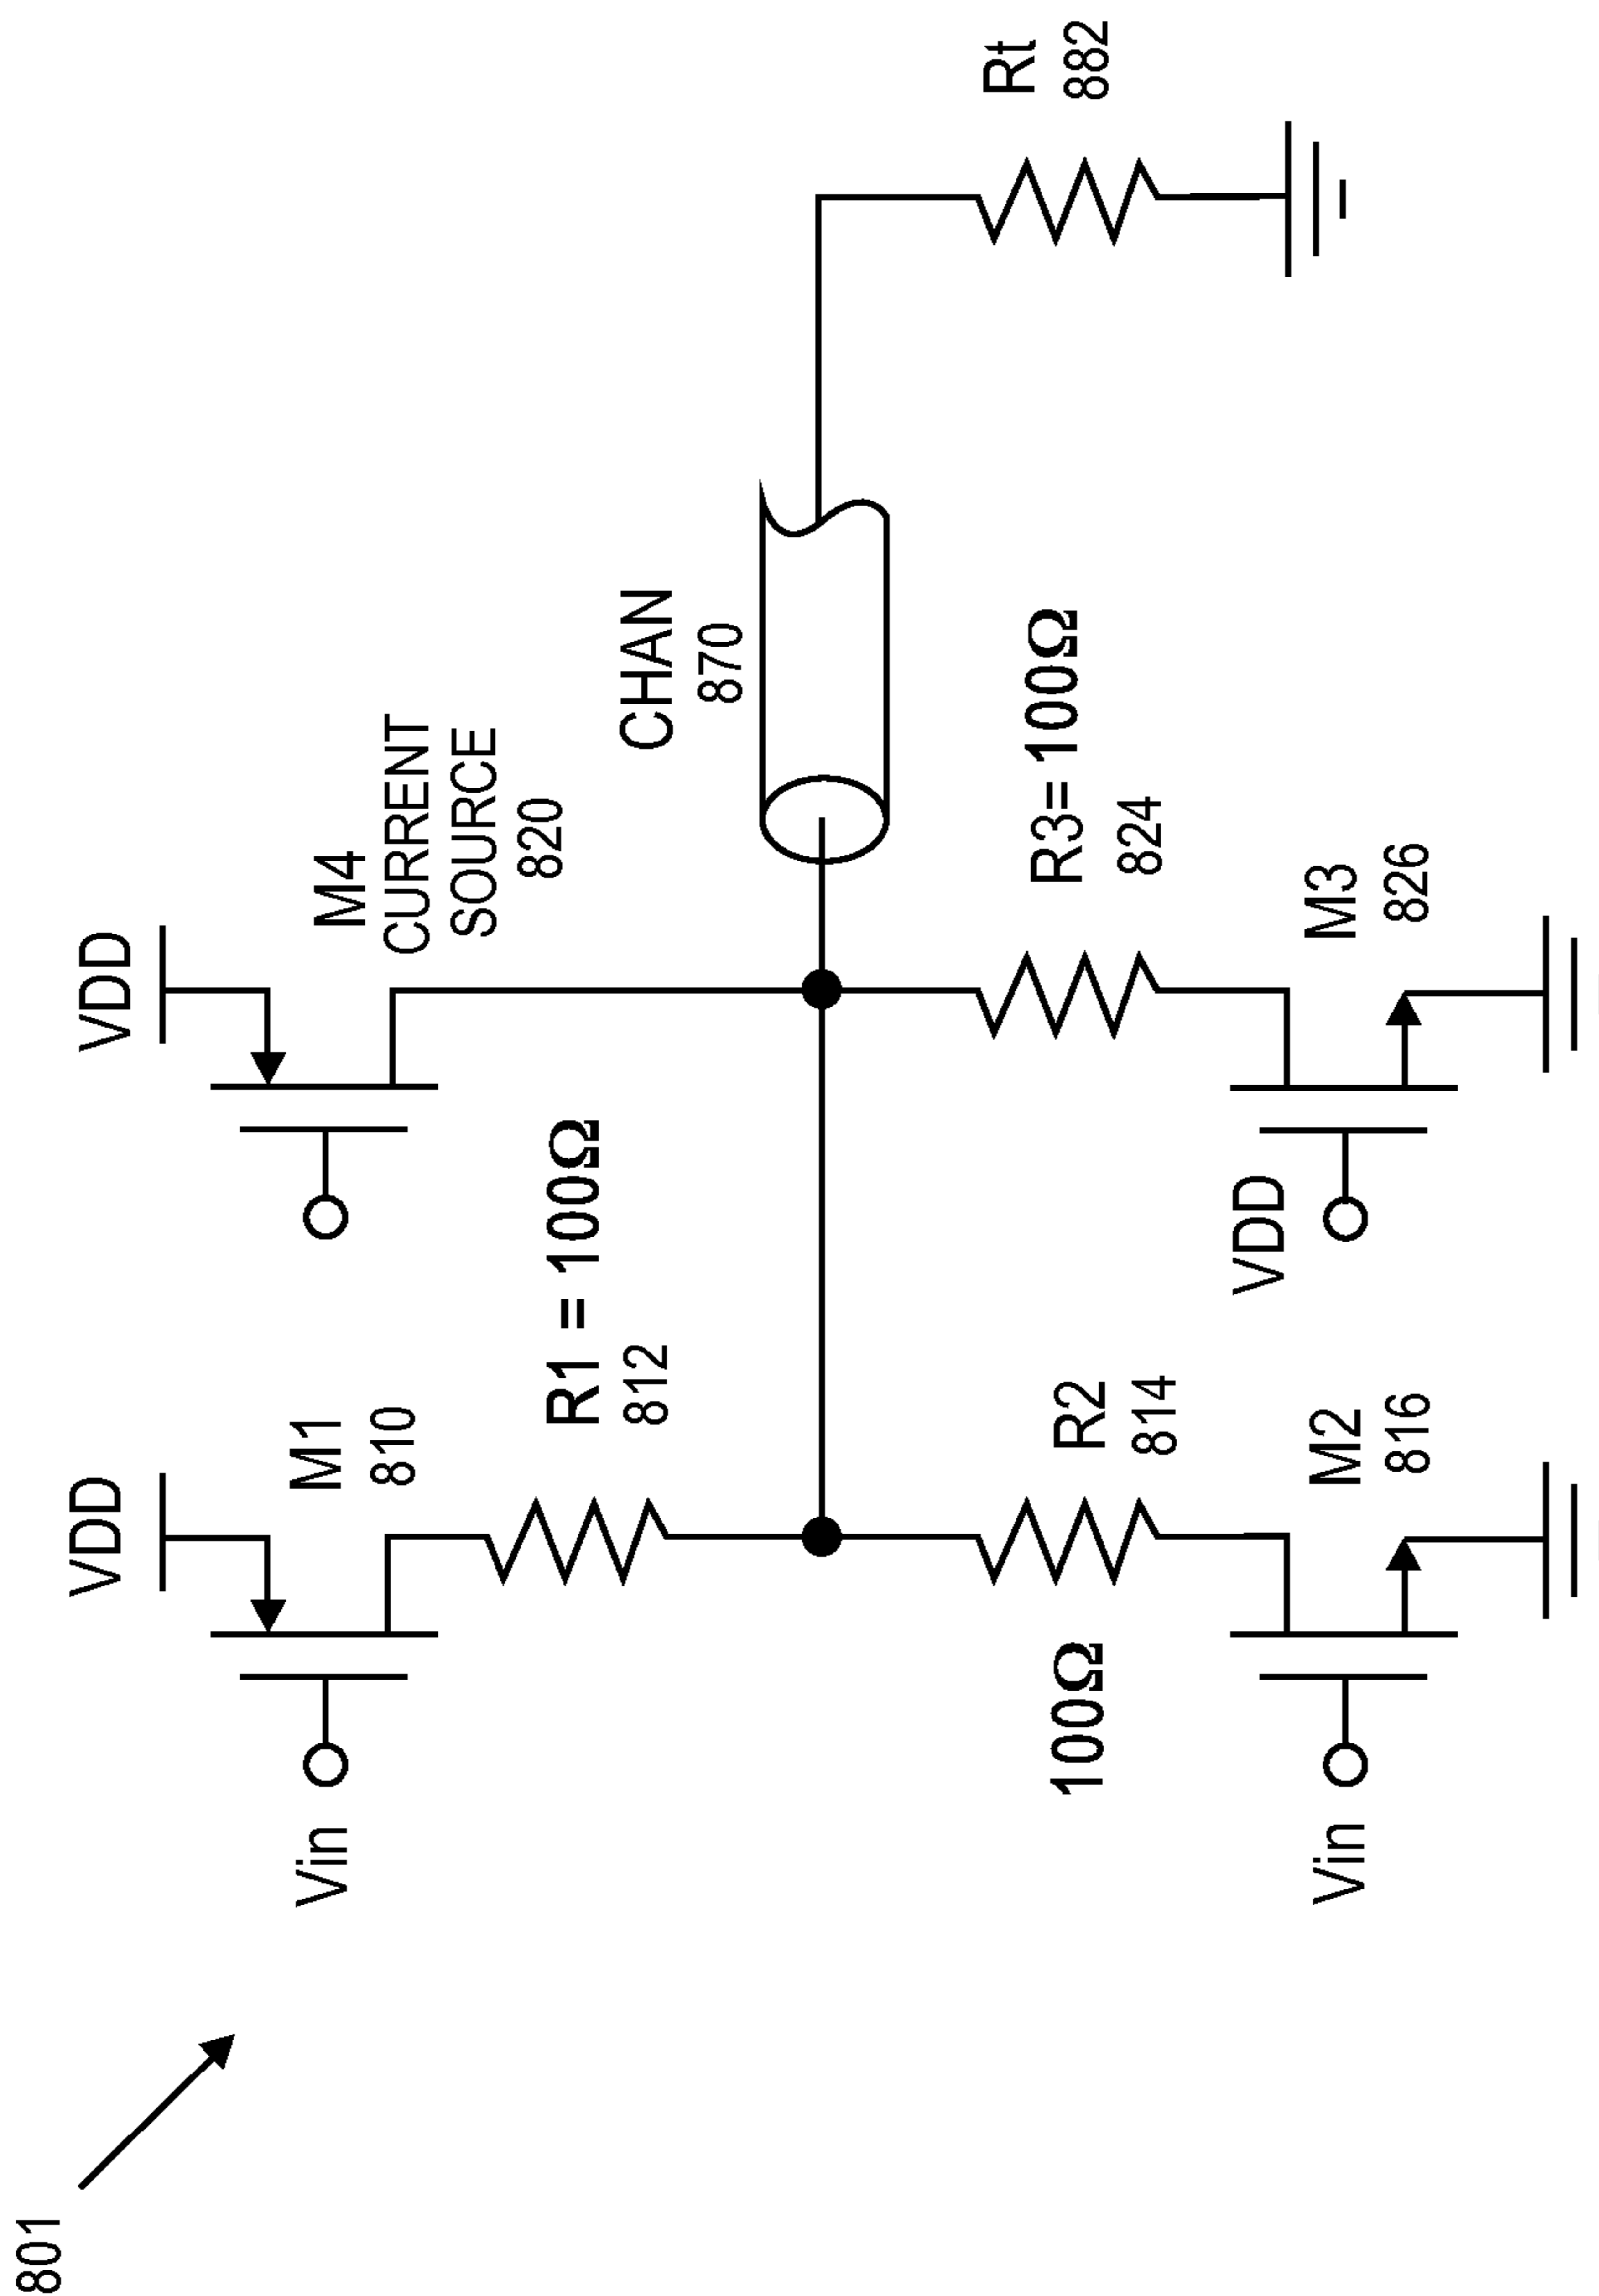 801
VDD
M1
810
Vin
R1 = 100Ω
812
R2
814
100Ω
M2
816
Vin
VDD
M4
CURRENT
SOURCE
820
CHAN
870
R3= 100Ω
824
VDD
M3
826
Rt
882